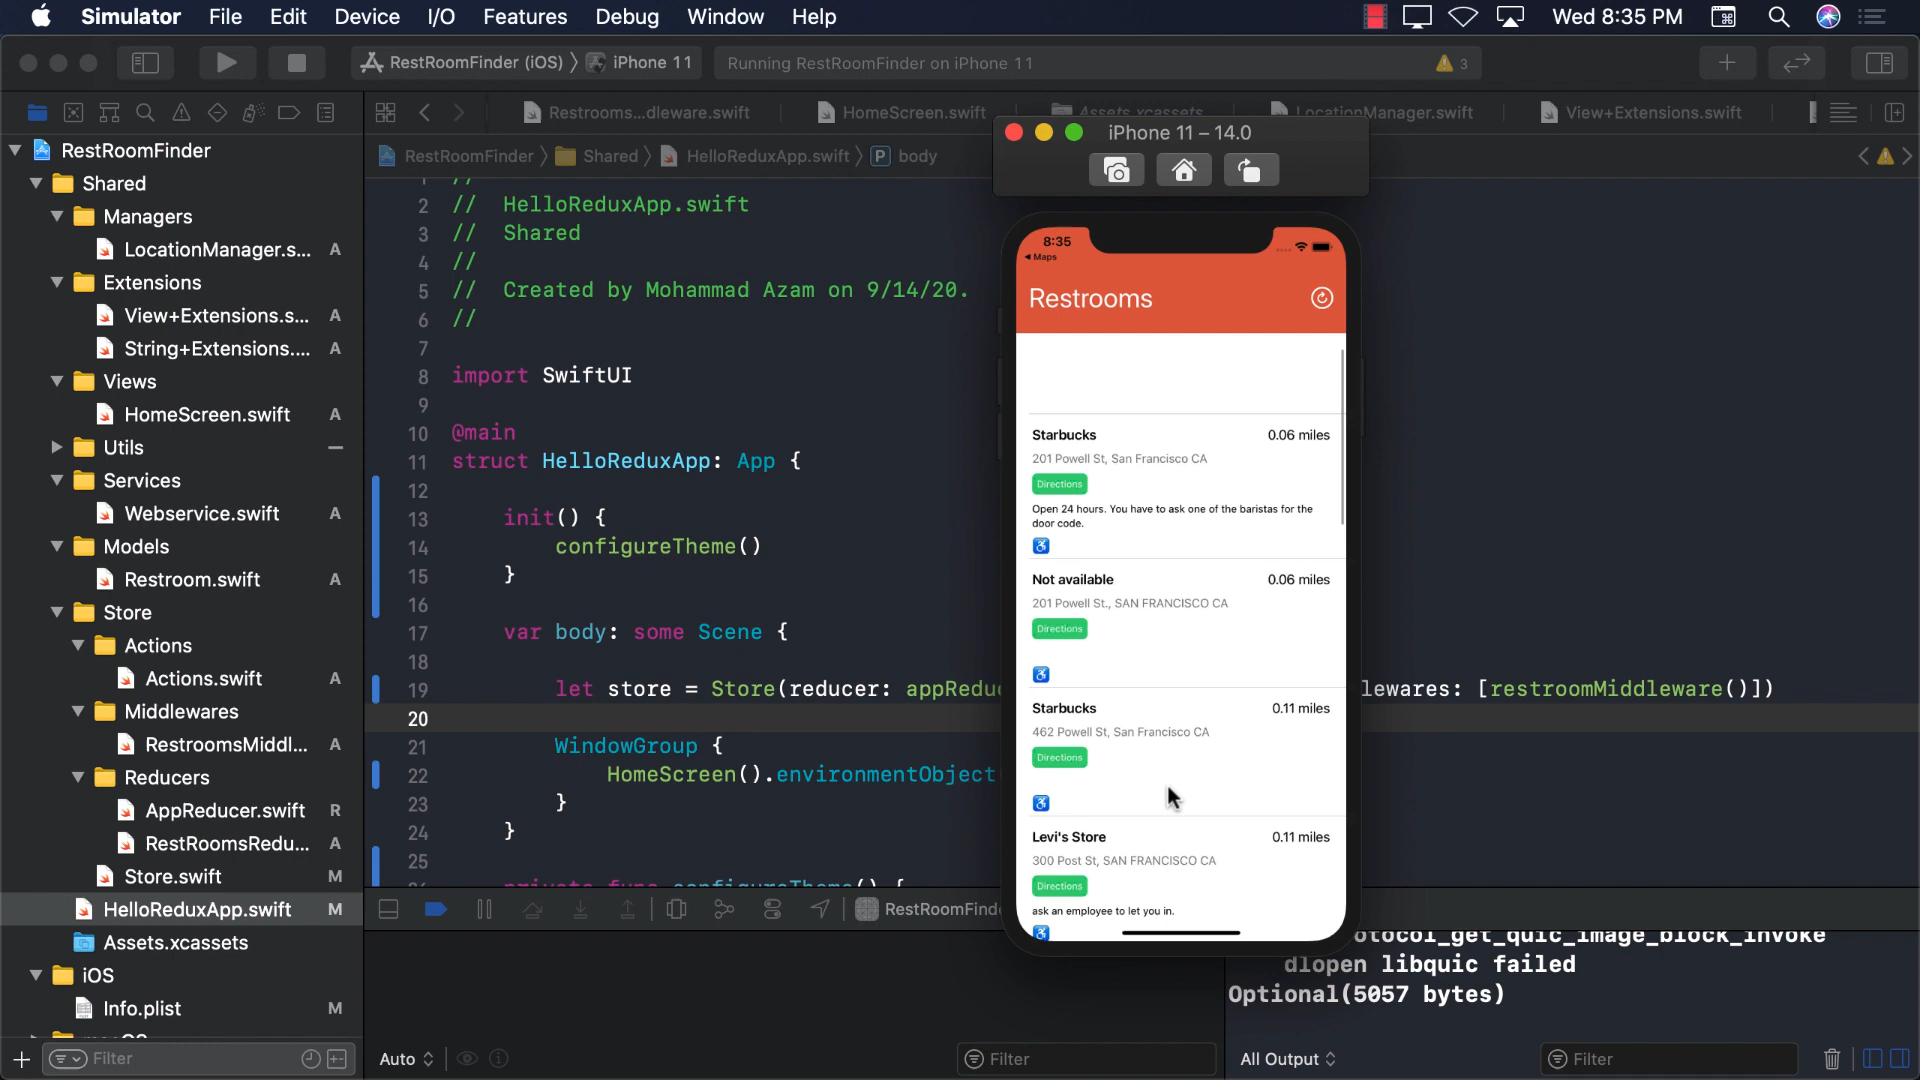 Simulator File Edit Device I/O Features Debug Window Help Wed 8:35 PM
RestRoomFinder (iOS) iPhone 11 Running RestRoomFinder on iPhone 11 3
Restrooms...dleware.swift HomeScreen.swift Assets.xcassets LocationManager.swift View+Extensions.swift
RestRoomFinder Shared HelloReduxApp.swift P body
RestRoomFinder
Shared
Managers
LocationManager.s... A
Extensions
View+Extensions.s... A
String+Extensions.... A
Views
HomeScreen.swift A
Utils
Services
Webservice.swift A
Models
Restroom.swift A
Store
Actions
Actions.swift A
Middlewares
RestroomsMiddl... A
Reducers
AppReducer.swift R
RestRoomsRedu... A
Store.swift M
HelloReduxApp.swift M
Assets.xcassets
iOS
Info.plist M
Filter
1 //
2 // HelloReduxApp.swift
3 // Shared
4 //
5 // Created by Mohammad Azam on 9/14/20.
6 //
7
8 import SwiftUI
9
10 @main
11 struct HelloReduxApp: App {
12
13 init() {
14 configureTheme()
15 }
16
17 var body: some Scene {
18
19 let store = Store(reducer: appRedu lewares: [restroomMiddleware()])
20
21 WindowGroup {
22 HomeScreen().environmentObject
23 }
24 }
25
private func configureTheme() {
iPhone 11 – 14.0
8:35
Maps
Restrooms
Starbucks 0.06 miles
201 Powell St, San Francisco CA
Directions
Open 24 hours. You have to ask one of the baristas for the
door code.
Not available 0.06 miles
201 Powell St., SAN FRANCISCO CA
Directions
Starbucks 0.11 miles
462 Powell St, San Francisco CA
Directions
Levi's Store 0.11 miles
300 Post St, SAN FRANCISCO CA
Directions
ask an employee to let you in.
RestRoomFinde
otocol_get_quic_image_block_invoke
dlopen libquic failed
Optional(5057 bytes)
Auto Filter All Output Filter